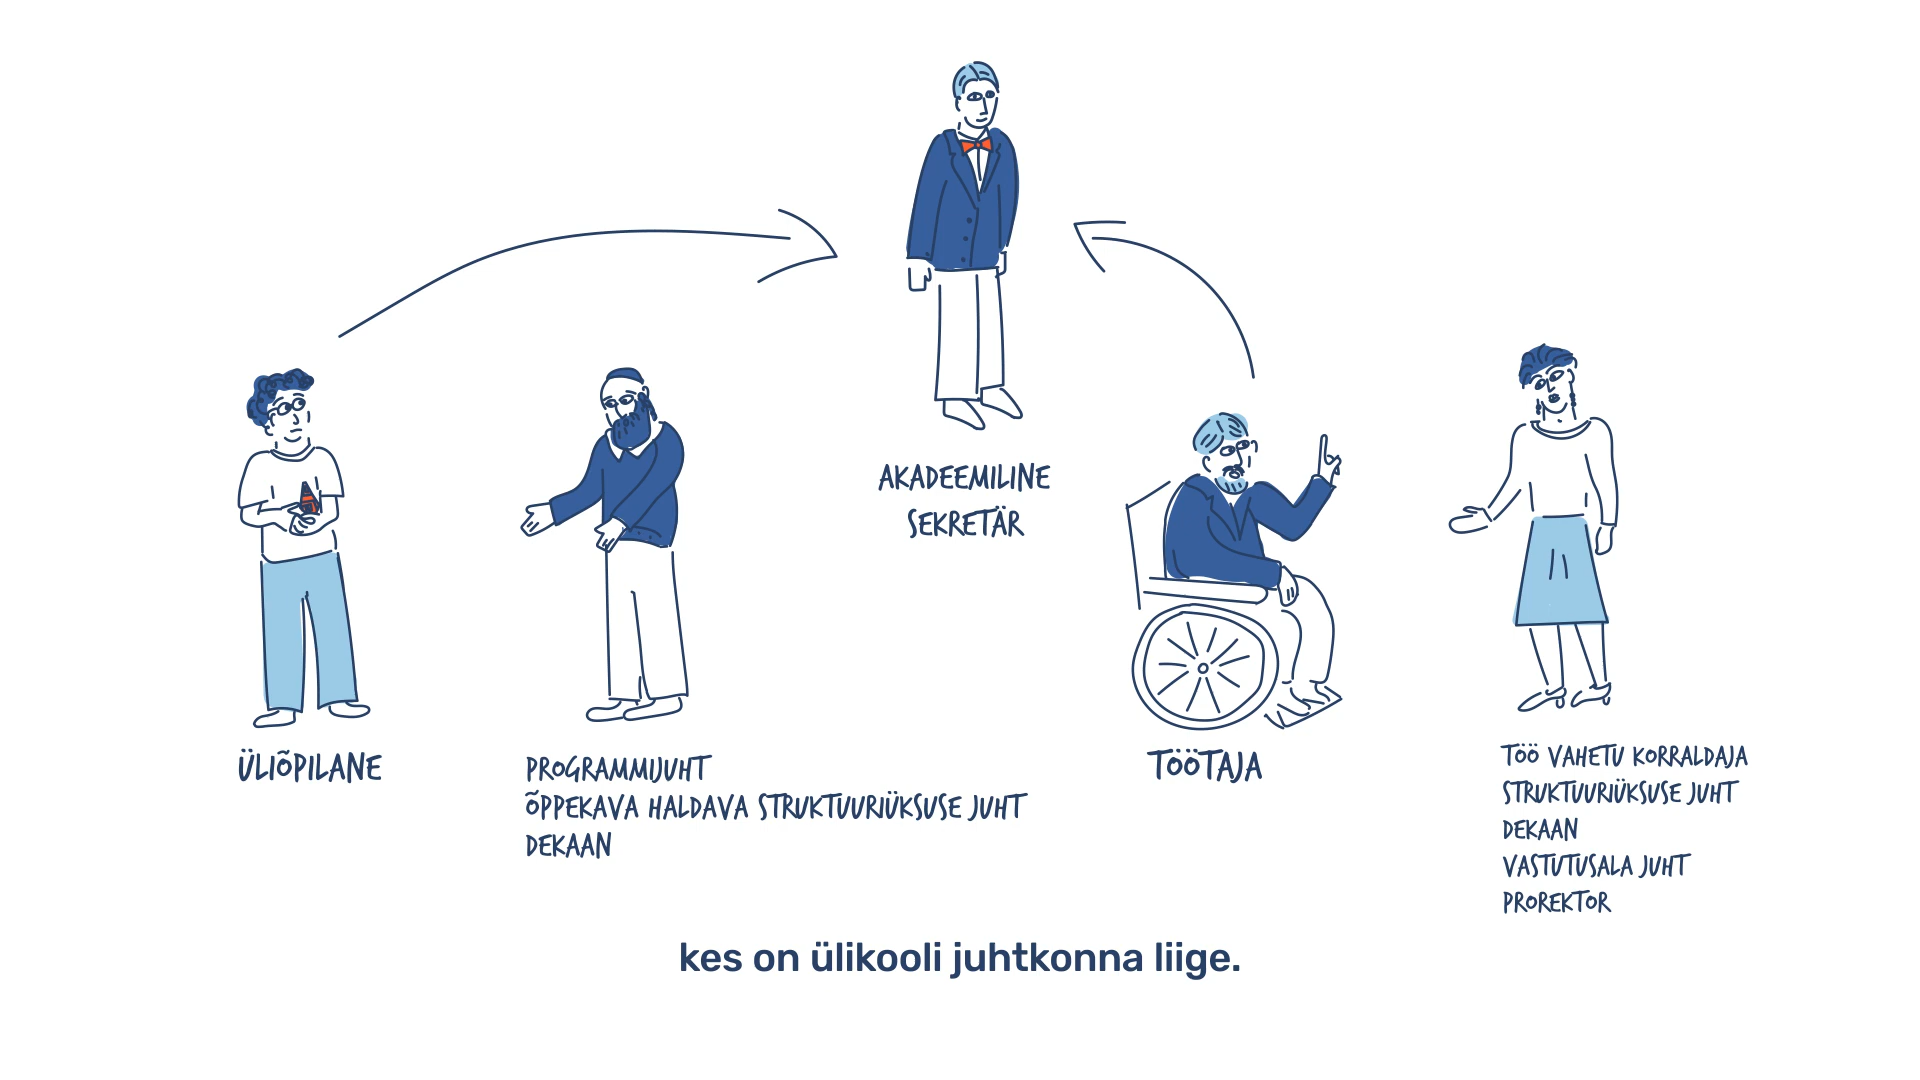 AKADEEMILINE
SEKRETÄR
ÜLIÕPILANE
PROGRAMMIJUHT
ÕPPEKAVA HALDAVA STRUKTUURIÜKSUSE JUHT
DEKAAN
TÖÖTAJA
TÖÖ VAHETU KORRALDAJA
STRUKTUURIÜKSUSE JUHT
DEKAAN
VASTUTUSALA JUHT
PROREKTOR
kes on ülikooli juhtkonna liige.